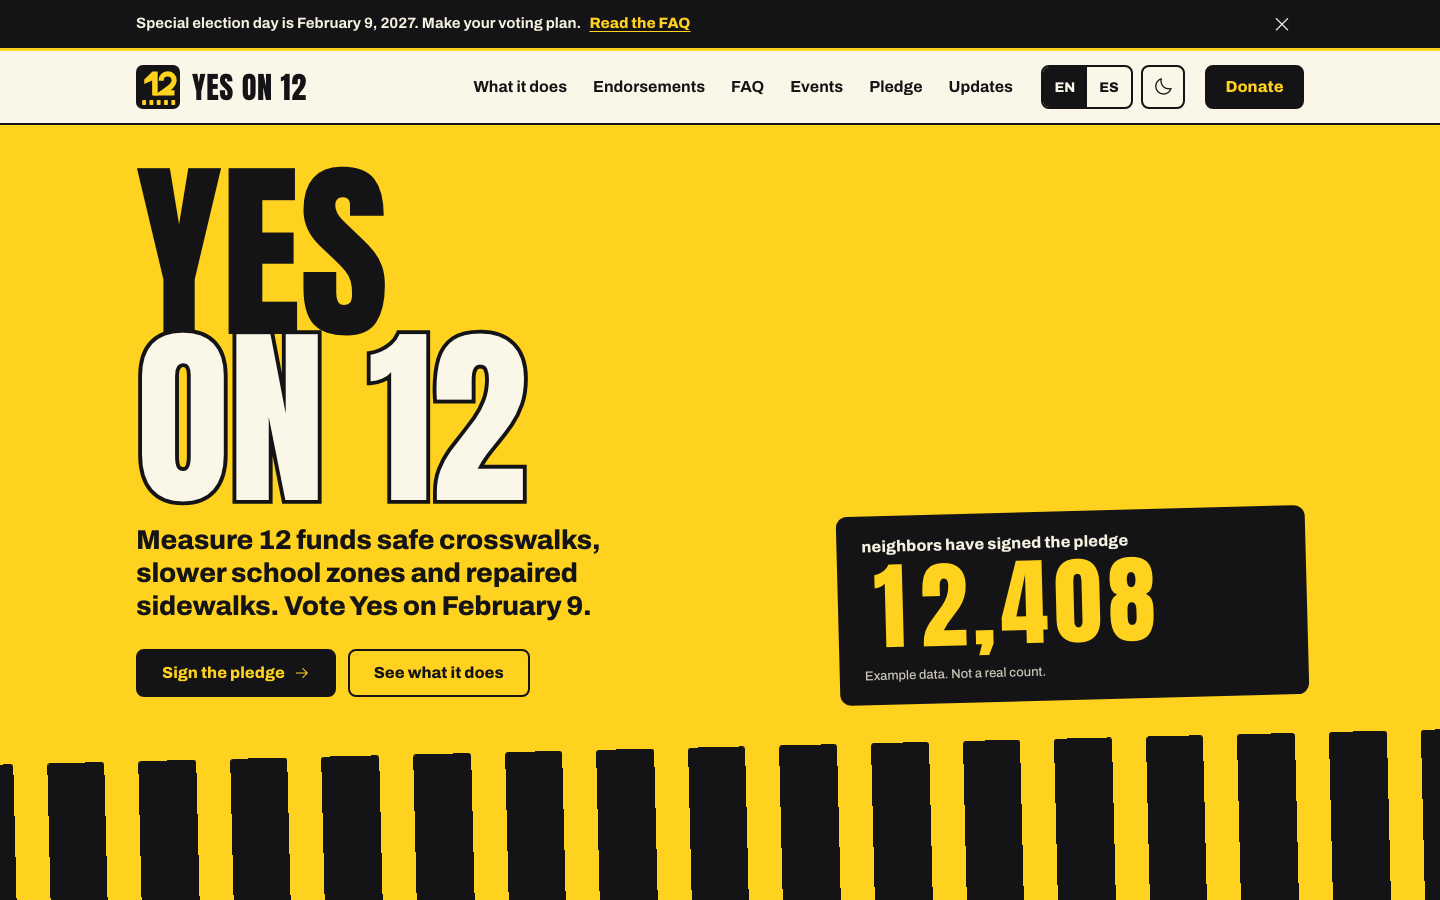 Special election day is February 9, 2027. Make your voting plan. Read the FAQ
12 YES ON 12
What it does Endorsements FAQ Events Pledge Updates EN ES Donate
YES
ON 12
Measure 12 funds safe crosswalks,
slower school zones and repaired
sidewalks. Vote Yes on February 9.
Sign the pledge See what it does
neighbors have signed the pledge
12,408
Example data. Not a real count.